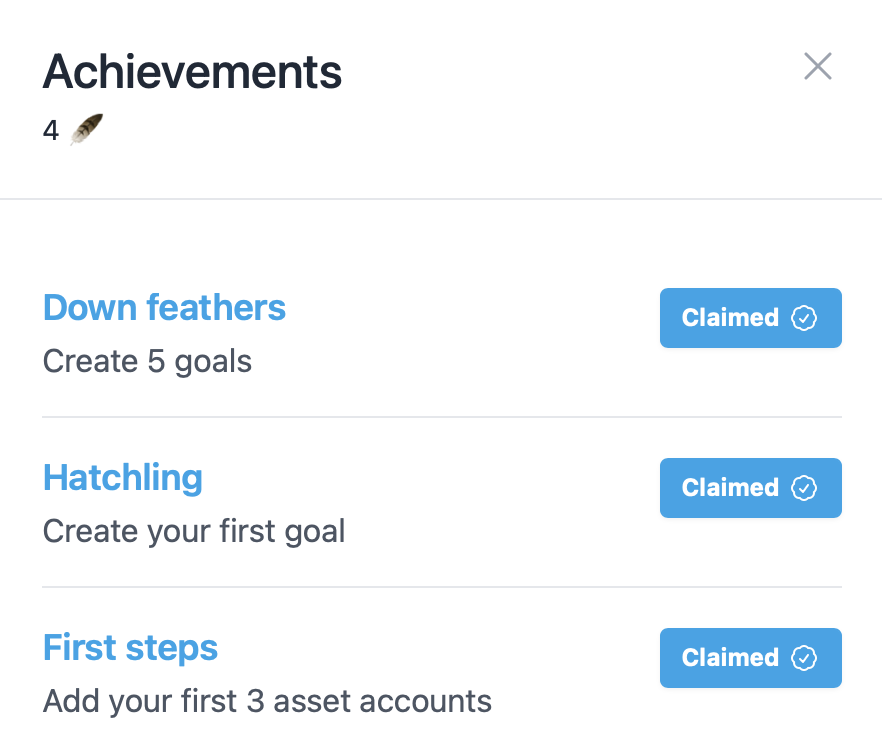 Achievements
4
Down feathers
Claimed
Create 5 goals
Hatchling
Claimed
Create your first goal
First steps
Claimed
Add your first 3 asset accounts